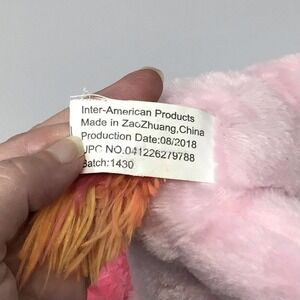 Inter-American Products
Made in ZaoZhuang,China
Production Date:08/2018
UPC NO.041226279788
Batch:1430